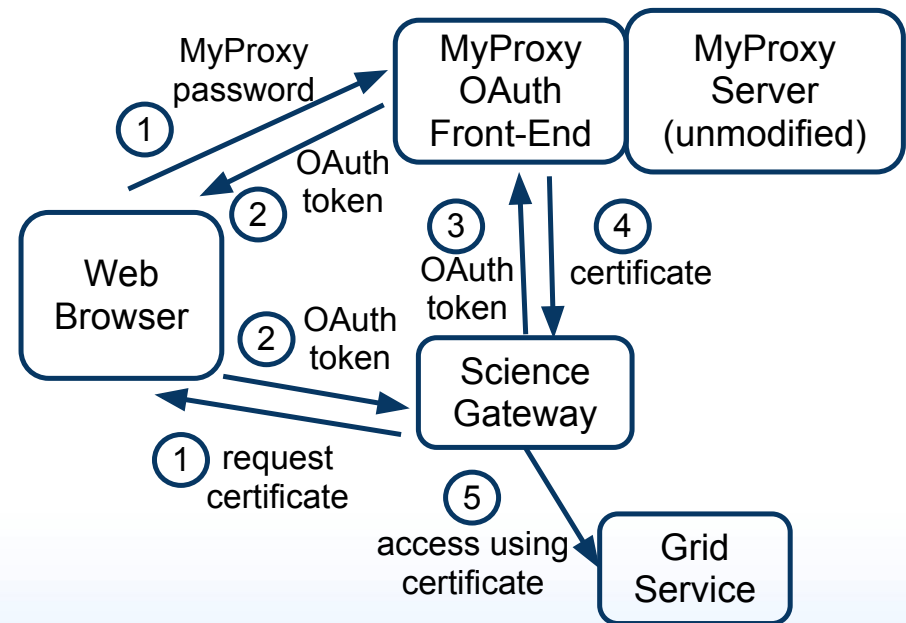 MyProxy
password
1
MyProxy
OAuth
Front-End
MyProxy
Server
(unmodified)
OAuth
token
2
3
OAuth
token
4
certificate
Web
Browser
2
OAuth
token
Science
Gateway
1
request
certificate
5
access using
certificate
Grid
Service